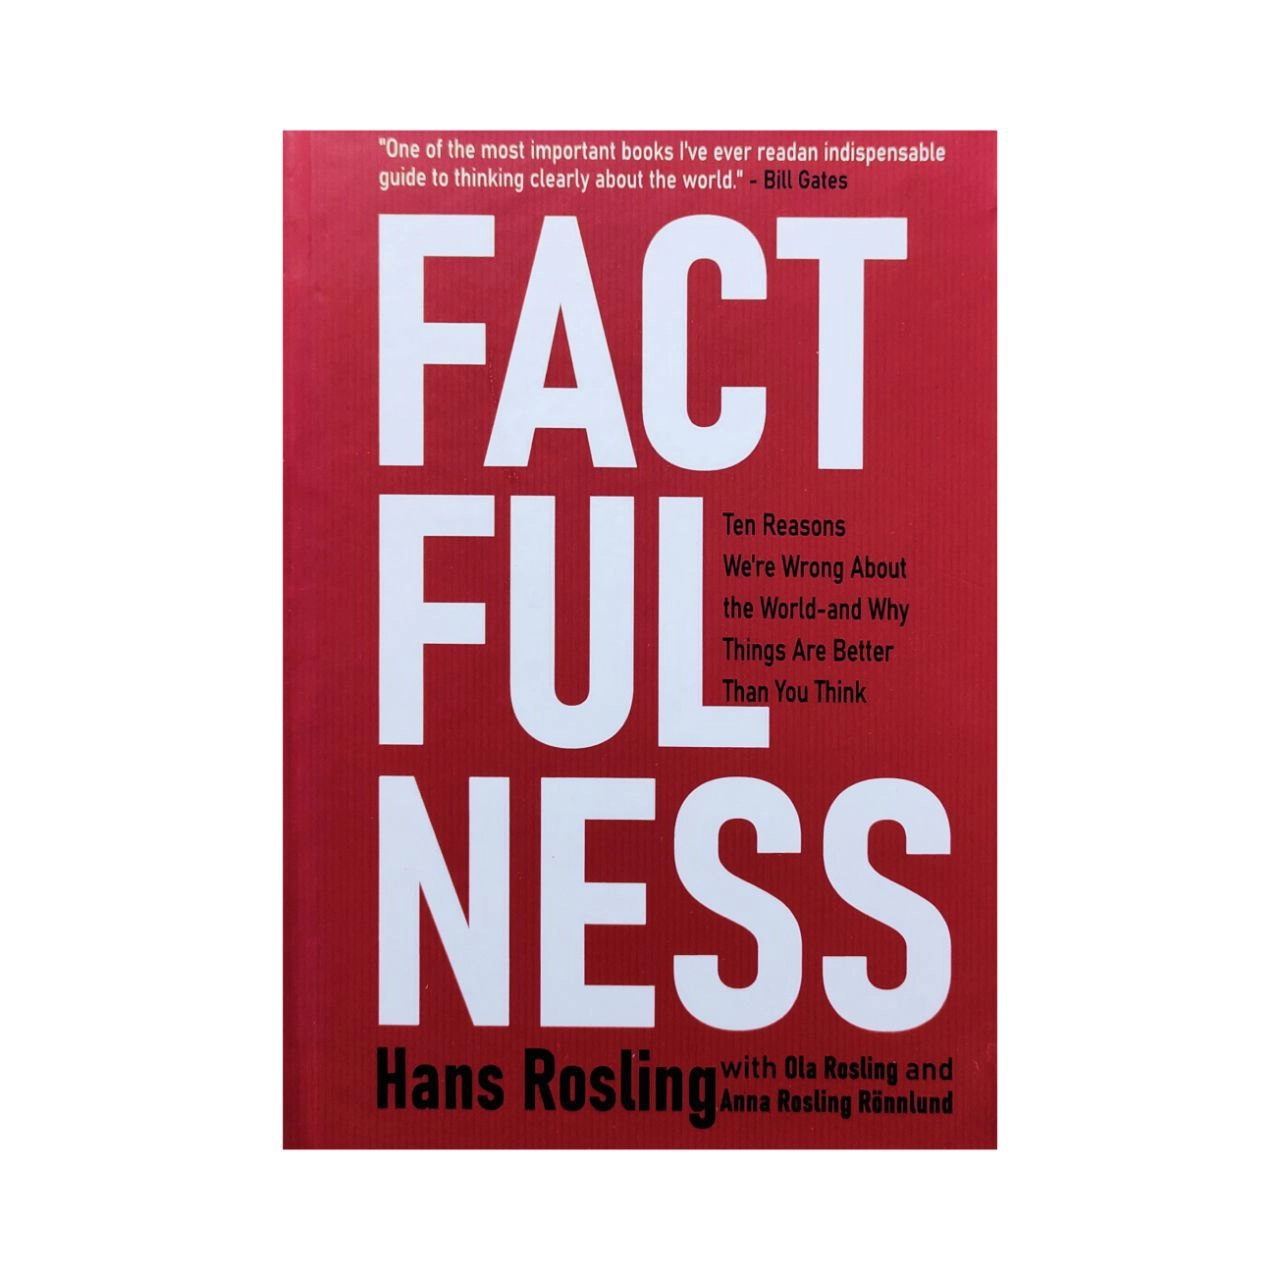 "One of the most important books I've ever readan indispensable
guide to thinking clearly about the world." - Bill Gates
FACT
FUL
Ten Reasons
We're Wrong About
the World-and Why
Things Are Better
Than You Think
NESS
Hans Rosling with Ola Rosling and
Anna Rosling Rönnlund